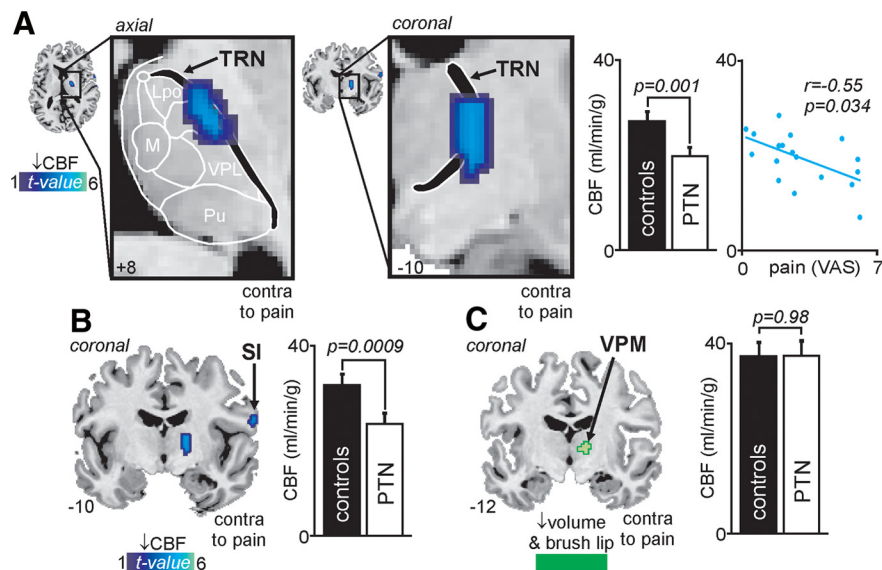 A
axial
TRN
Lpo
M
VPL
Pu
+8
↓CBF
1 t-value 6
contra
to pain
coronal
TRN
-10
contra
to pain
40
CBF (ml/min/g)
0
p=0.001
controls
PTN
40
0
r=-0.55
p=0.034
0 pain (VAS) 7
B
coronal
SI
-10
contra
to pain
↓CBF
1 t-value 6
40
CBF (ml/min/g)
0
p=0.0009
controls
PTN
C
coronal
VPM
-12
↓volume
& brush lip
contra
to pain
40
CBF (ml/min/g)
0
p=0.98
controls
PTN